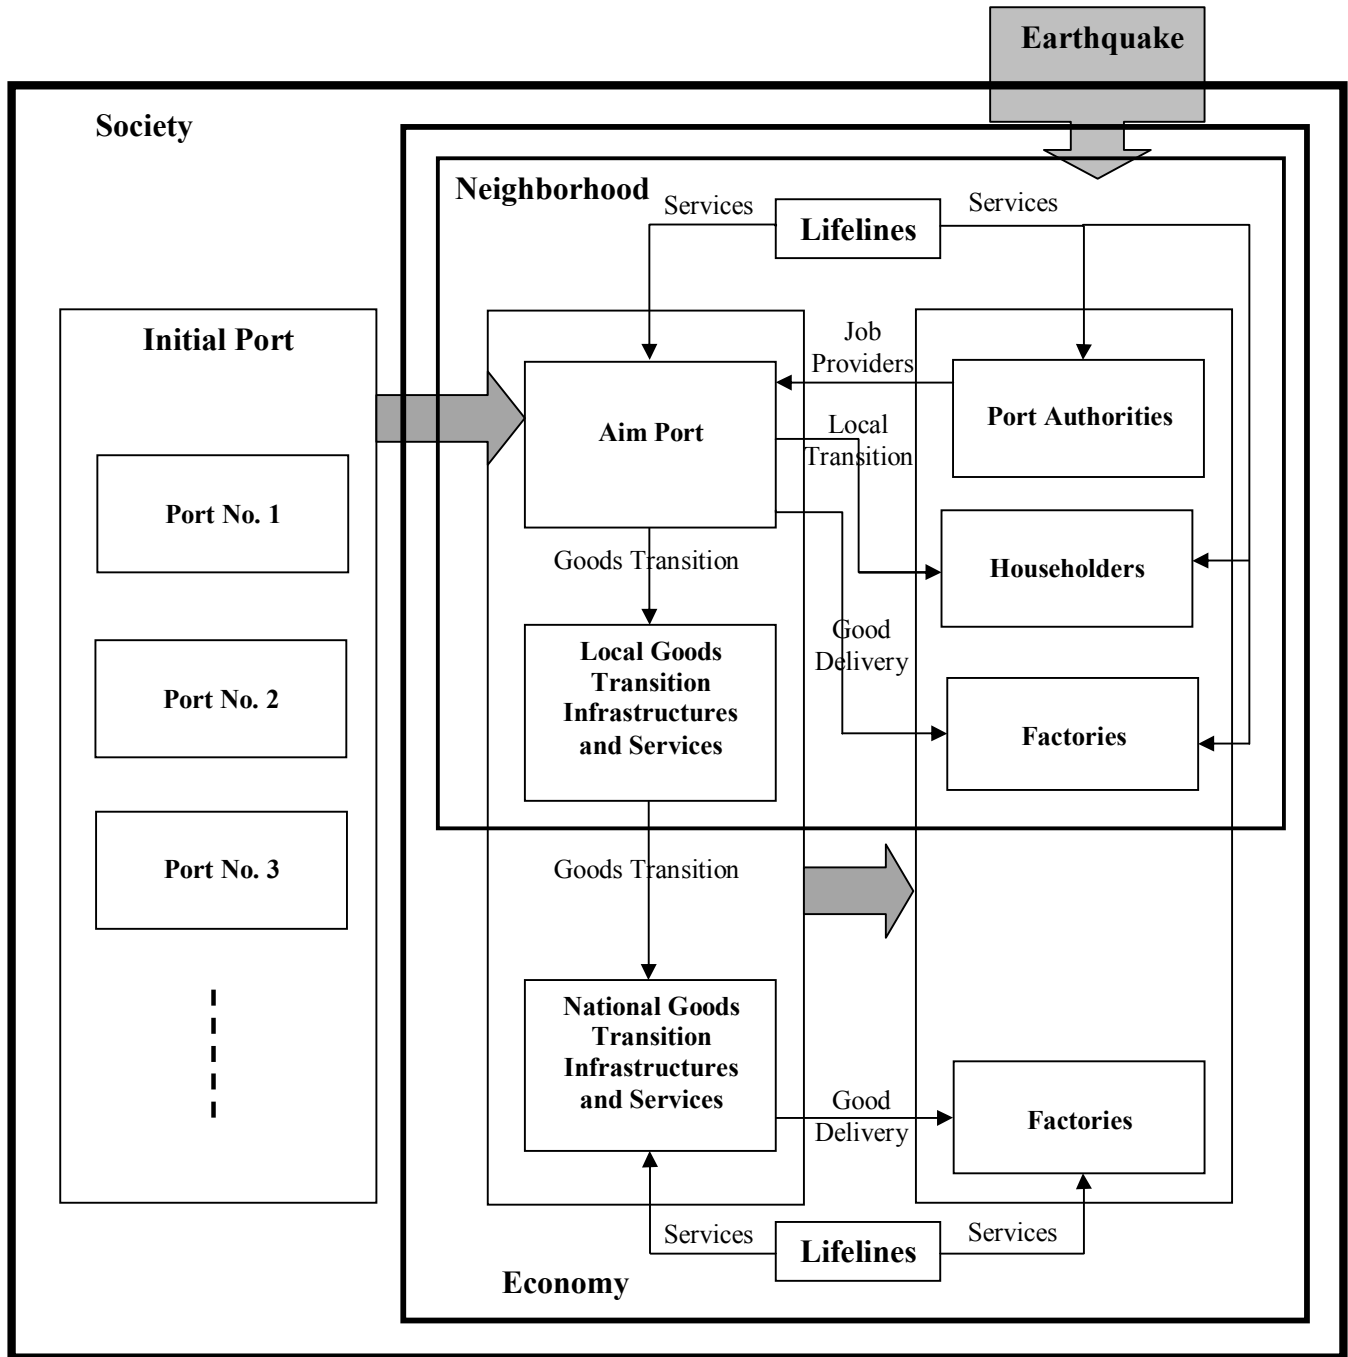 Earthquake
Society
Neighborhood
Services
Lifelines
Services
Initial Port
Job
Providers
Aim Port
Port Authorities
Local
Transition
Port No. 1
Goods Transition
Householders
Local Goods
Transition
Infrastructures
and Services
Good
Delivery
Port No. 2
Factories
Port No. 3
Goods Transition
National Goods
Transition
Infrastructures
and Services
Good
Delivery
Factories
Services
Lifelines
Services
Economy